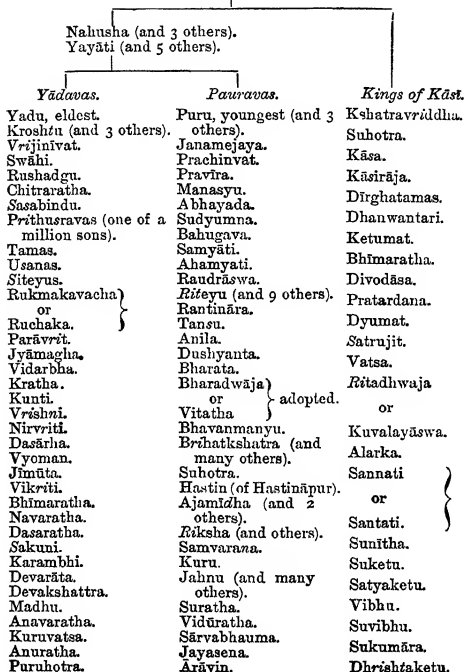 Nahusha (and 3 others).
Yayāti (and 5 others).
Yādavas.
Yadu, eldest.
Kroshtu (and 3 others).
Vrijinīvat.
Swāhi.
Rushadgu.
Chitraratha.
Sasabindu.
Prithusravas (one of a
million sons).
Tamas.
Usanas.
Siteyus.
Rukmakavacha
or
Ruchaka.
Parāvrit.
Jyāmagha.
Vidarbha.
Kratha.
Kunti.
Vrishni.
Nirvriti.
Dasārha.
Vyoman.
Jīmūta.
Vikriti.
Bhīmaratha.
Navaratha.
Dasaratha.
Sakuni.
Karambhi.
Devarāta.
Devakshattra.
Madhu.
Anavaratha.
Kuruvatsa.
Anuratha.
Puruhotra.
Pauravas.
Puru, youngest (and 3
others).
Janamejaya.
Prachinvat.
Pravīra.
Manasyu.
Abhayada.
Sudyumna.
Bahugava.
Samyāti.
Ahamyati.
Raudrāswa.
Riteyu (and 9 others).
Rantināra.
Tansu.
Anila.
Dushyanta.
Bharata.
Bharadwāja
or
Vitatha
adopted.
Bhavanmanyu.
Brihatkshatra (and
many others).
Suhotra.
Hastin (of Hastināpur).
Ajamīdha (and 2
others).
Riksha (and others).
Samvarana.
Kuru.
Jahnu (and many
others).
Suratha.
Vidūratha.
Sārvabhauma.
Jayasena.
Arāvin.
Kings of Kāsi.
Kshatravriddha.
Suhotra.
Kāsa.
Kāsirāja.
Dīrghatamas.
Dhanwantari.
Ketumat.
Bhīmaratha.
Divodāsa.
Pratardana.
Dyumat.
Satrujit.
Vatsa.
Ritadhwaja
or
Kuvalayāswa.
Alarka.
Sannati
or
Santati.
Sunītha.
Suketu.
Satyaketu.
Vibhu.
Suvibhu.
Sukumāra.
Dhrishtaketu.